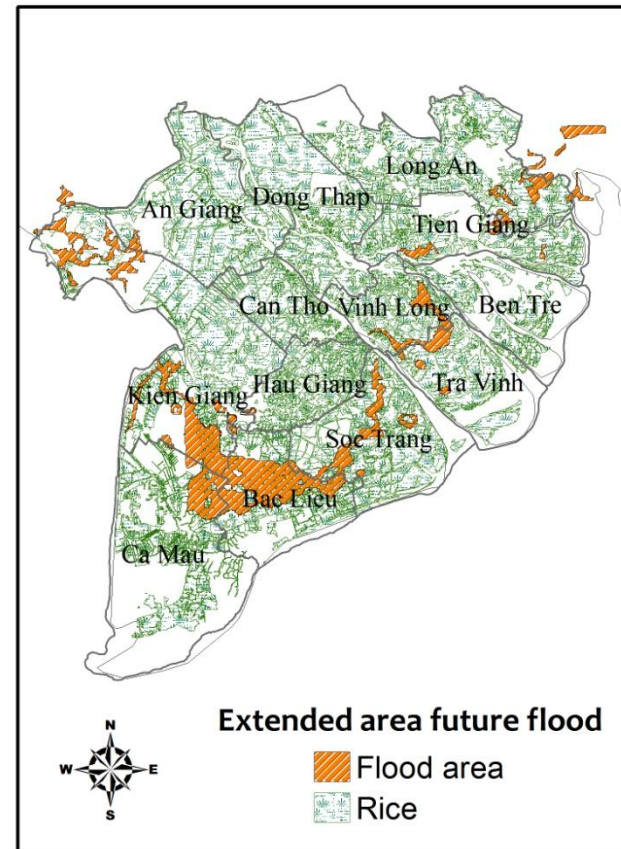 Long An
Dong Thap
An Giang
Tien Giang
Can Tho
Vinh Long
Ben Tre
Hau Giang
Tra Vinh
Kien Giang
Soc Trang
Bac Lieu
Ca Mau
Extended area future flood
N
W
E
S
Flood area
Rice